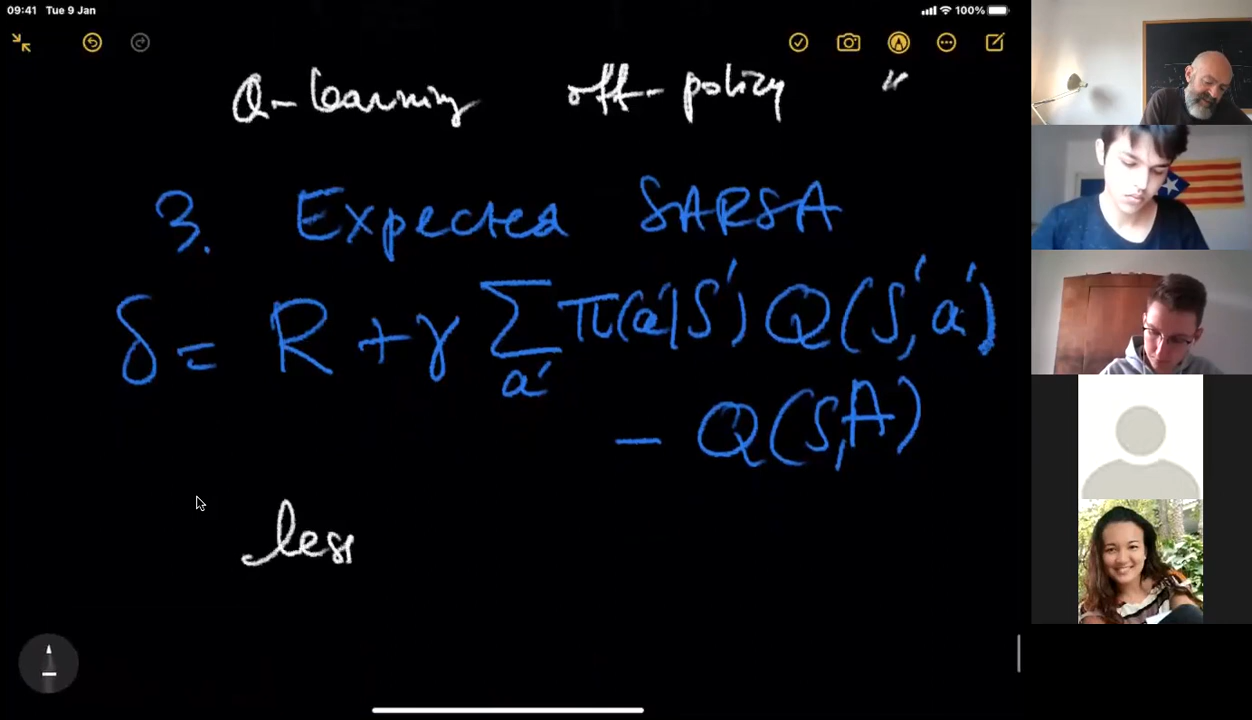 09:41 Tue 9 Jan 100%
Q-learning off-policy "
3. Expected SARSA
δ = R + γ Σ π(a'|S') Q(S', a')
a'
- Q(S,A)
less